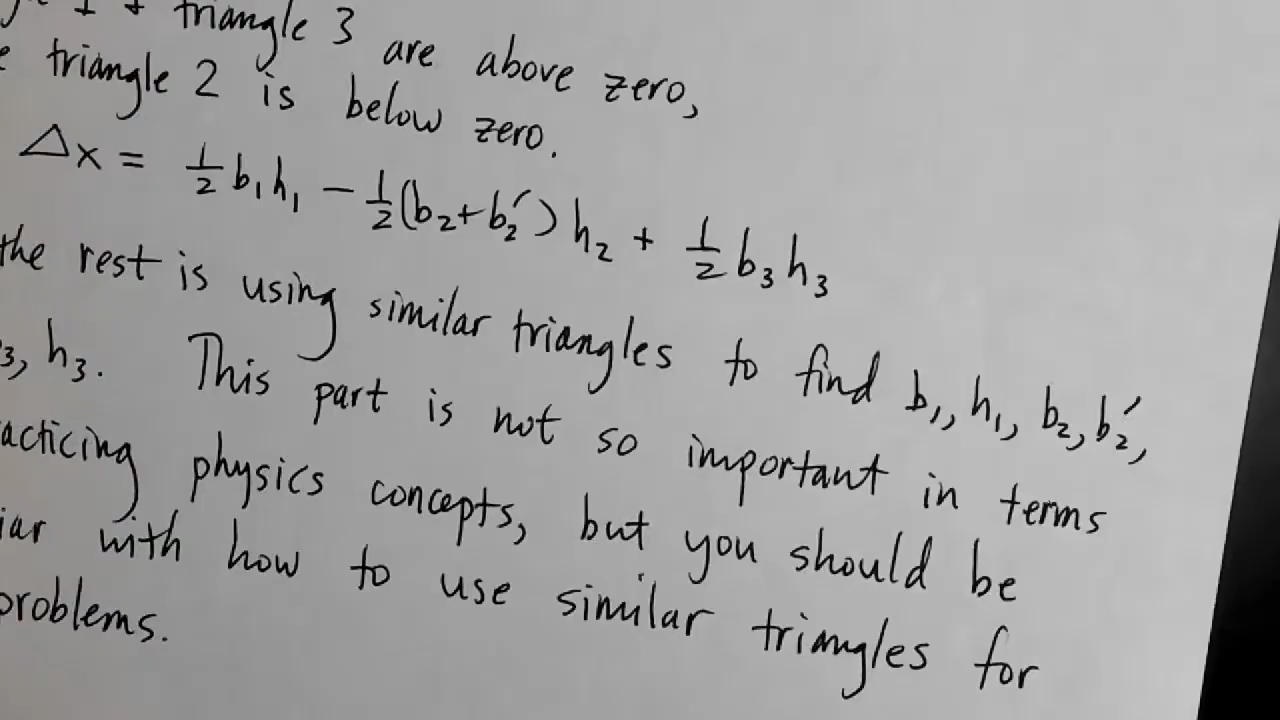 triangle 3 are above zero,
triangle 2 is below zero.
Δx = ½ b₁h₁ − ½(b₂+b₂′)h₂ + ½ b₃h₃
the rest is using similar triangles to find b₁, h₁, b₂, b₂′,
₃, h₃. This part is not so important in terms
acticing physics concepts, but you should be
iar with how to use similar triangles for
problems.